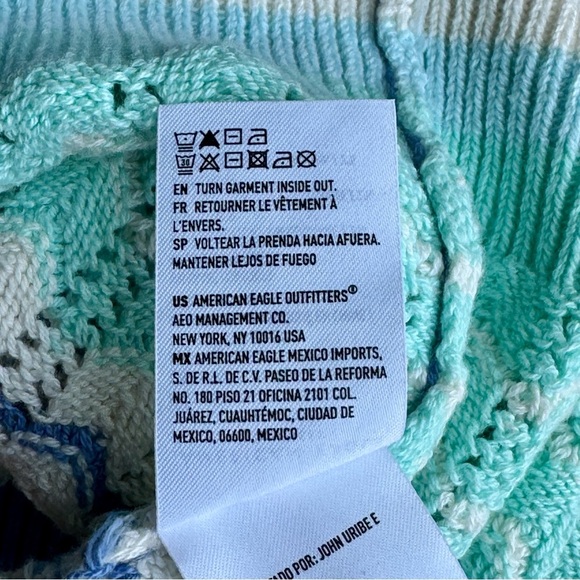 30
EN TURN GARMENT INSIDE OUT.
FR RETOURNER LE VÊTEMENT À
L'ENVERS.
SP VOLTEAR LA PRENDA HACIA AFUERA.
MANTENER LEJOS DE FUEGO
US AMERICAN EAGLE OUTFITTERS®
AEO MANAGEMENT CO.
NEW YORK, NY 10016 USA
MX AMERICAN EAGLE MEXICO IMPORTS,
S. DE R.L. DE C.V. PASEO DE LA REFORMA
NO. 180 PISO 21 OFICINA 2101 COL.
JUÁREZ, CUAUHTÉMOC, CIUDAD DE
MEXICO, 06600, MEXICO
POR: JOHN URIBE E